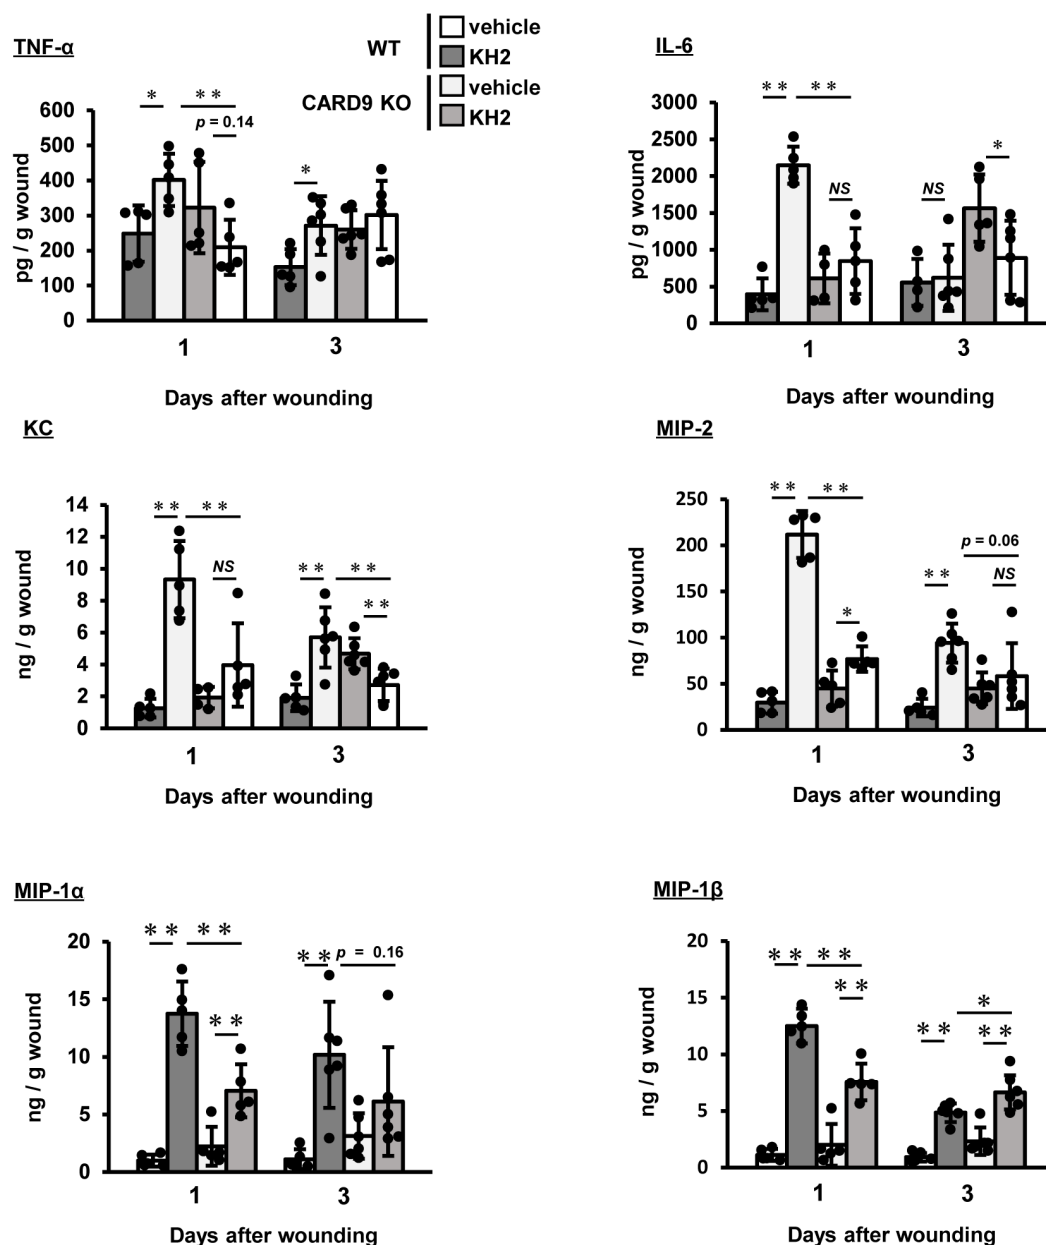 TNF-α
WT
vehicle
KH2
CARD9 KO
vehicle
KH2
pg / g wound
600
500
400
300
200
100
0
* ** p = 0.14
*
1 3
Days after wounding
IL-6
pg / g wound
3000
2500
2000
1500
1000
500
0
** **
NS
NS
*
1 3
Days after wounding
KC
ng / g wound
14
12
10
8
6
4
2
0
** **
NS
** **
**
1 3
Days after wounding
MIP-2
ng / g wound
250
200
150
100
50
0
** **
*
p = 0.06
** NS
1 3
Days after wounding
MIP-1α
ng / g wound
20
15
10
5
0
** **
**
** p = 0.16
1 3
Days after wounding
MIP-1β
ng / g wound
20
15
10
5
0
** **
**
*
** **
1 3
Days after wounding